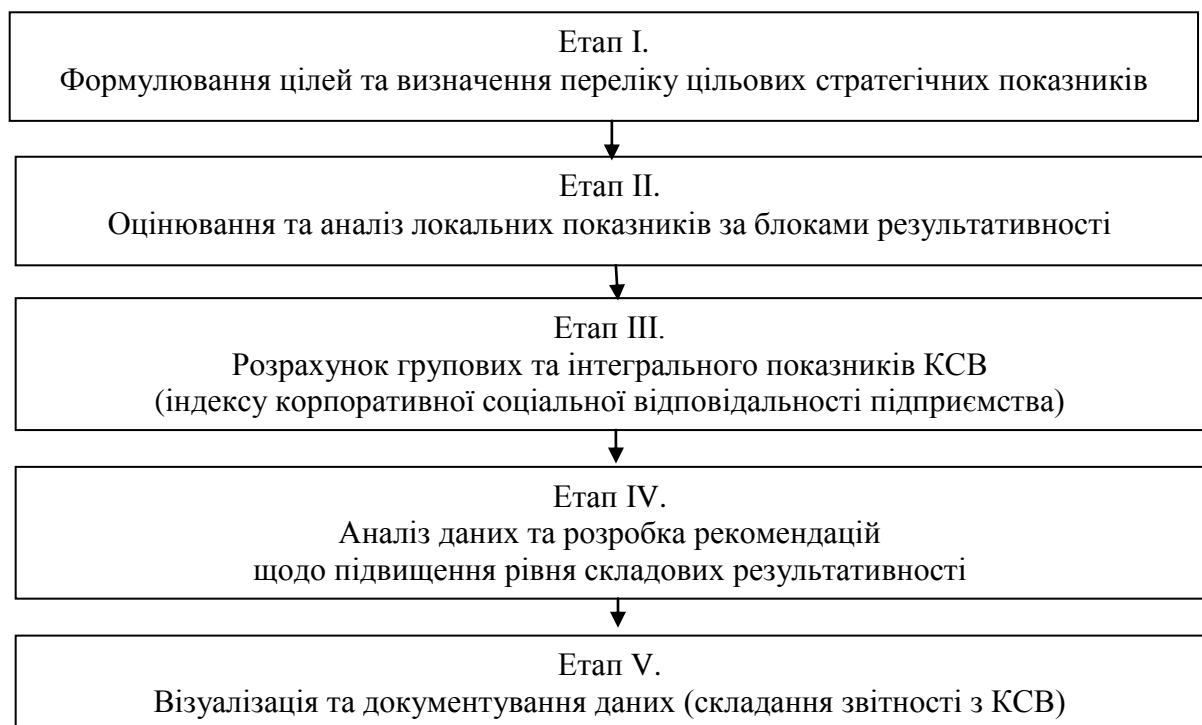 Етап I.
Формулювання цілей та визначення переліку цільових стратегічних показників
Етап II.
Оцінювання та аналіз локальних показників за блоками результативності
Етап III.
Розрахунок групових та інтегрального показників КСВ
(індексу корпоративної соціальної відповідальності підприємства)
Етап IV.
Аналіз даних та розробка рекомендацій
щодо підвищення рівня складових результативності
Етап V.
Візуалізація та документування даних (складання звітності з КСВ)